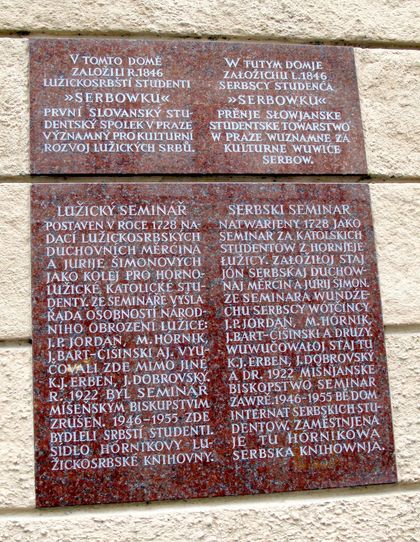 V TOMTO DOMĚ
ZALOŽILI R.1846
LUŽICKOSRBŠTÍ STUDENTI
»SERBOWKU«
PRVNÍ SLOVANSKÝ STU-
DENTSKÝ SPOLEK V PRAZE
VÝZNAMNÝ PRO KULTURNÍ
ROZVOJ LUŽICKÝCH SRBŮ.
W TUTYM DOMJE
ZAŁOŽICHU L.1846
SERBSCY STUDENĆA
»SERBOWKU«
PRĚNJE SŁOWJANSKE
STUDENTSKE TOWARSTWO
W PRAZE WUZNAMNE ZA
KULTURNE WUWIĆE
SERBOW.
LUŽICKÝ SEMINÁŘ
POSTAVEN V ROCE 1728 NA-
DACÍ LUŽICKOSRBSKÝCH
DUCHOVNÍCH MĚRĆINA
A JURIJE ŠIMONOVÝCH
JAKO KOLEJ PRO HORNO-
LUŽICKÉ, KATOLICKÉ STU-
DENTY. ZE SEMINÁŘE VYŠLA
ŘADA OSOBNOSTÍ NÁROD-
NÍHO OBROZENÍ LUŽICE:
J.P. JORDAN, M. HÓRNIK,
J. BART-ĆIŠINSKI AJ. VYU-
ČOVALI ZDE MIMO JINÉ
K.J. ERBEN, J. DOBROVSKÝ.
R. 1922 BYL SEMINÁŘ
MÍŠEŇSKÝM BISKUPSTVÍM
ZRUŠEN. 1946-1955 ZDE
BYDLELI SRBŠTÍ STUDENTI.
SÍDLO HÓRNIKOVY LU-
ŽICKOSRBSKÉ KNIHOVNY.
SERBSKI SEMINAR
NATWARJENY 1728 JAKO
SEMINAR ZA KATOLSKICH
STUDENTOW Z HORNJEJE
ŁUŽICY. ZAŁOŽIŁOJ STAJ
JÓN SERBSKAJ DUCHOW-
NAJ MĚRĆIN A JURIJ ŠIMON.
ZE SEMINARA WUŃDŹE-
CHU SERBSCY WÓTČINCY.
J.P. JORDAN, M. HÓRNIK,
J. BART-ĆIŠINSKI A DRUZY.
WUWUČOWAŁOJ STAJ TU
K.J. ERBEN, J. DOBROVSKÝ
A DR. 1922 MIŠNJANSKE
BISKOPSTWO SEMINAR
ZAWRĚ. 1946-1955 BĚ DOM
INTERNAT SERBSKICH STU-
DENTOW. ZAMĚSTNJENA
JE TU HÓRNIKOWA
SERBSKA KNIHOWNJA.